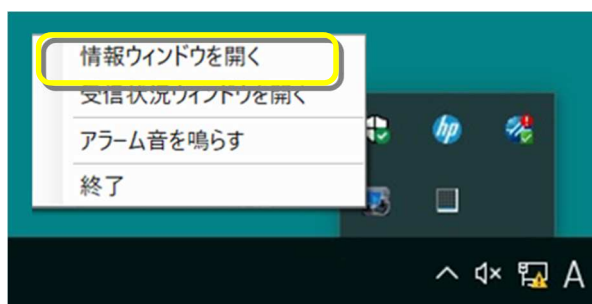 情報ウィンドウを開く
受信状況ウィンドウを開く
アラーム音を鳴らす
終了
hp
A